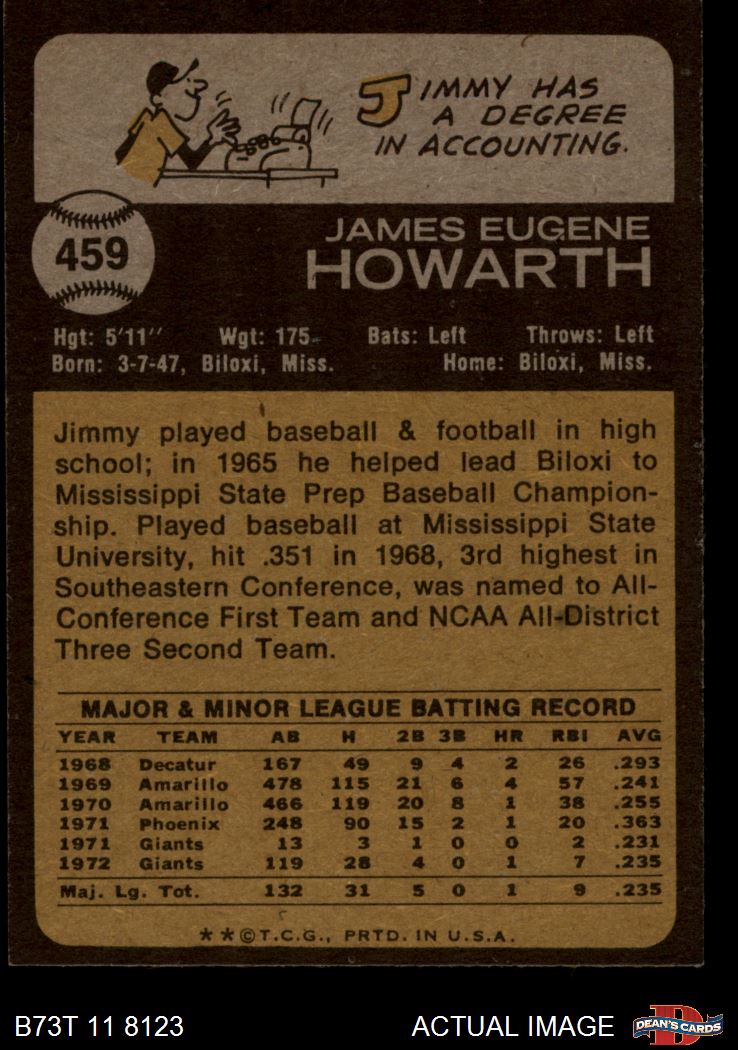 JIMMY HAS
A DEGREE
IN ACCOUNTING.
459
JAMES EUGENE
HOWARTH
Hgt: 5'11'' Wgt: 175 Bats: Left Throws: Left
Born: 3-7-47, Biloxi, Miss. Home: Biloxi, Miss.
Jimmy played baseball & football in high
school; in 1965 he helped lead Biloxi to
Mississippi State Prep Baseball Champion-
ship. Played baseball at Mississippi State
University, hit .351 in 1968, 3rd highest in
Southeastern Conference, was named to All-
Conference First Team and NCAA All-District
Three Second Team.
MAJOR & MINOR LEAGUE BATTING RECORD
YEAR TEAM AB H 2B 3B HR RBI AVG
1968 Decatur 167 49 9 4 2 26 .293
1969 Amarillo 478 115 21 6 4 57 .241
1970 Amarillo 466 119 20 8 1 38 .255
1971 Phoenix 248 90 15 2 1 20 .363
1971 Giants 13 3 1 0 0 2 .231
1972 Giants 119 28 4 0 1 7 .235
Maj. Lg. Tot. 132 31 5 0 1 9 .235
**©T.C.G., PRTD. IN U.S.A.
B73T 11 8123 ACTUAL IMAGE DEAN'S CARDS